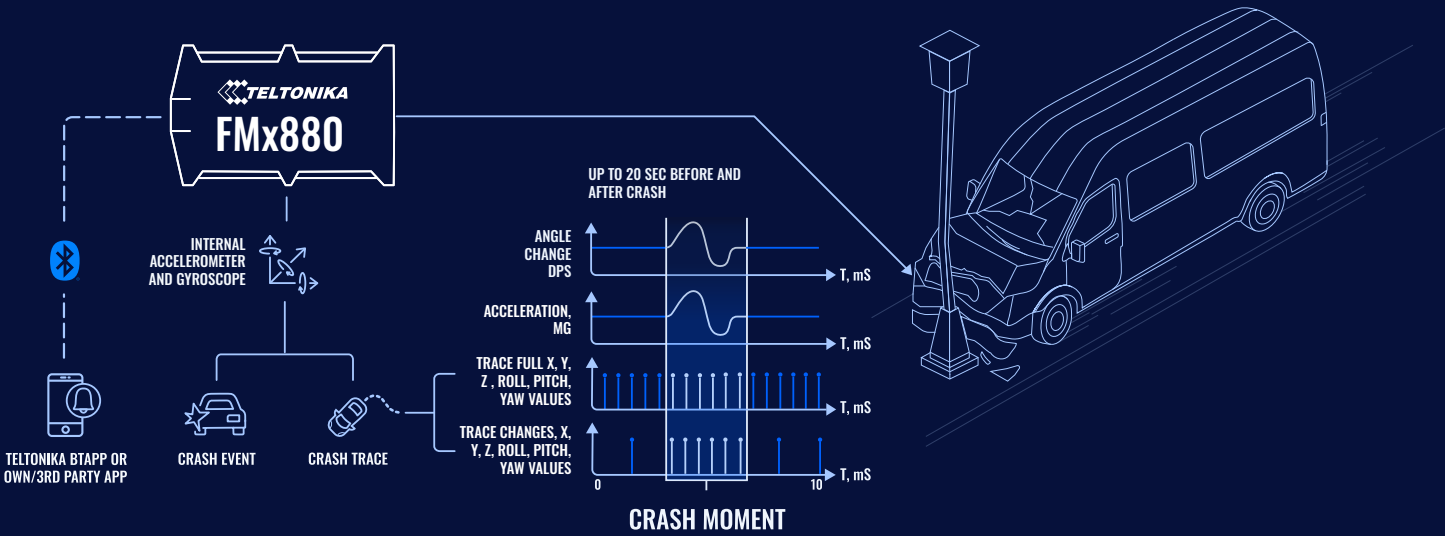 TELTONIKA
FMx880
UP TO 20 SEC BEFORE AND
AFTER CRASH
INTERNAL
ACCELEROMETER
AND GYROSCOPE
ANGLE
CHANGE
DPS
T, mS
ACCELERATION,
MG
T, mS
TRACE FULL X, Y,
Z , ROLL, PITCH,
YAW VALUES
T, mS
TRACE CHANGES, X,
Y, Z, ROLL, PITCH,
YAW VALUES
T, mS
0
10
CRASH MOMENT
TELTONIKA BTAPP OR
OWN/3RD PARTY APP
CRASH EVENT
CRASH TRACE